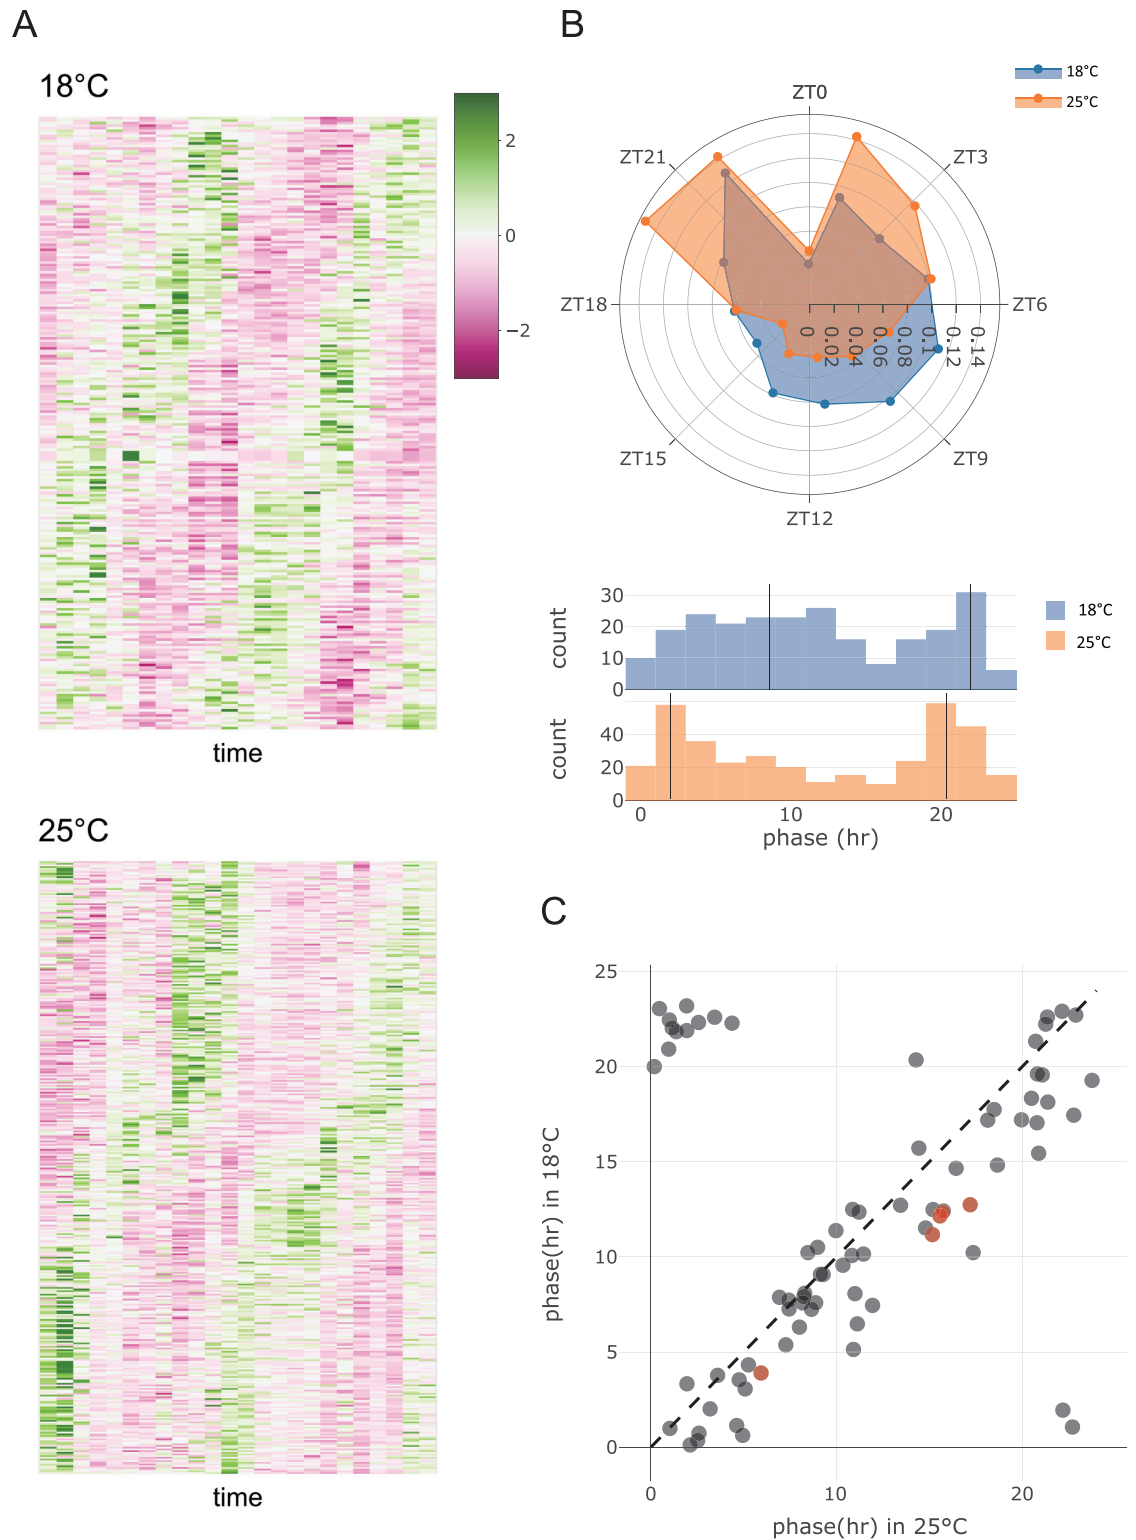 A
18°C
2
0
−2
time
25°C
time
B
18°C
25°C
ZT0
ZT3
ZT6
ZT9
ZT12
ZT15
ZT18
ZT21
0
0.02
0.04
0.06
0.08
0.1
0.12
0.14
30
20
10
0
count
18°C
25°C
40
20
0
count
0
10
20
phase (hr)
C
25
20
15
10
5
0
phase(hr) in 18°C
0
10
20
phase(hr) in 25°C